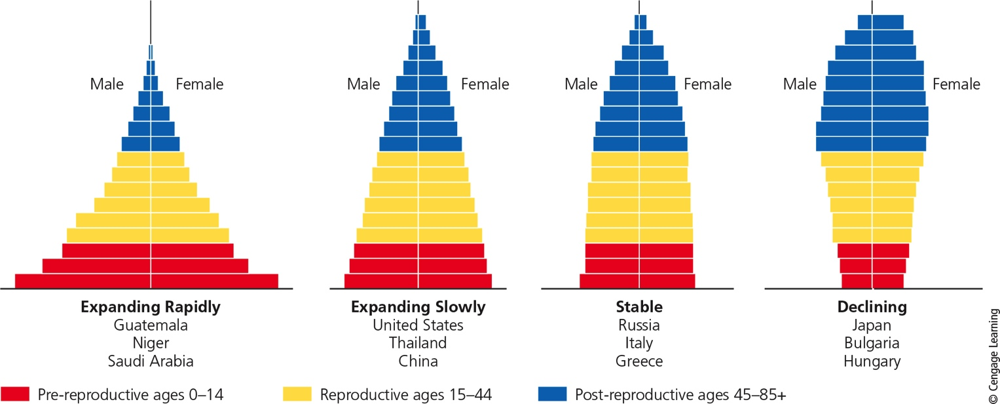 Male Female Male Female Male Female Male Female
Expanding Rapidly
Guatemala
Niger
Saudi Arabia
Expanding Slowly
United States
Thailand
China
Stable
Russia
Italy
Greece
Declining
Japan
Bulgaria
Hungary
Pre-reproductive ages 0–14
Reproductive ages 15–44
Post-reproductive ages 45–85+
© Cengage Learning